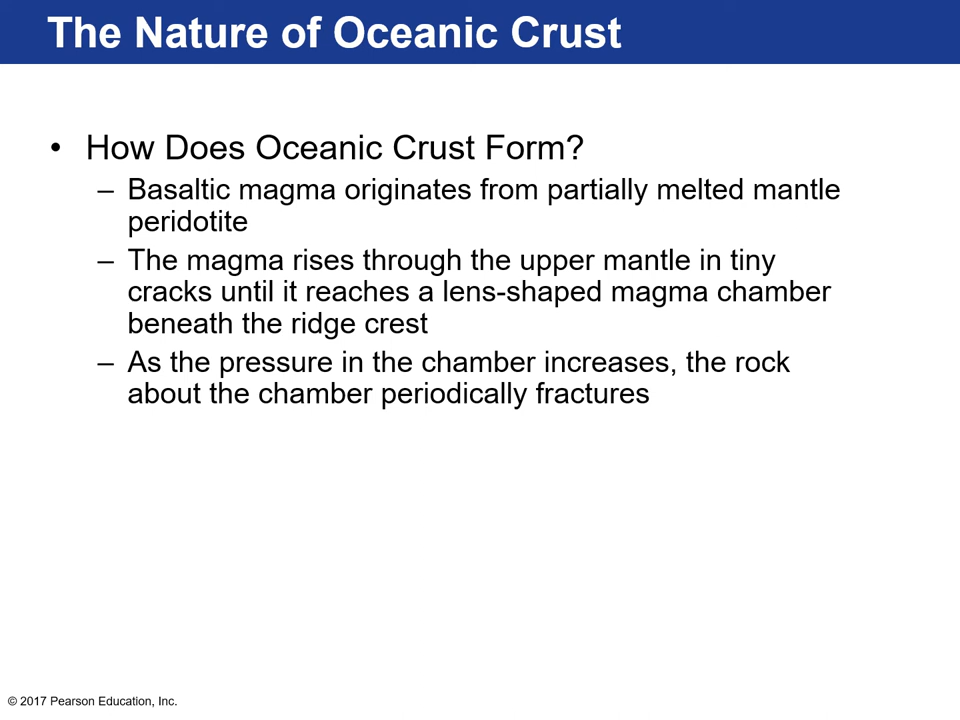 The Nature of Oceanic Crust
• How Does Oceanic Crust Form?
– Basaltic magma originates from partially melted mantle
peridotite
– The magma rises through the upper mantle in tiny
cracks until it reaches a lens-shaped magma chamber
beneath the ridge crest
– As the pressure in the chamber increases, the rock
about the chamber periodically fractures
© 2017 Pearson Education, Inc.